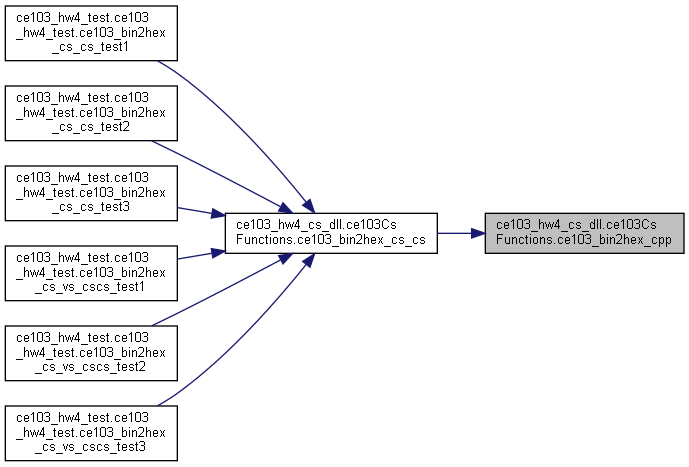 ce103_hw4_test.ce103
_hw4_test.ce103_bin2hex
_cs_cs_test1
ce103_hw4_test.ce103
_hw4_test.ce103_bin2hex
_cs_cs_test2
ce103_hw4_test.ce103
_hw4_test.ce103_bin2hex
_cs_cs_test3
ce103_hw4_test.ce103
_hw4_test.ce103_bin2hex
_cs_vs_cscs_test1
ce103_hw4_test.ce103
_hw4_test.ce103_bin2hex
_cs_vs_cscs_test2
ce103_hw4_test.ce103
_hw4_test.ce103_bin2hex
_cs_vs_cscs_test3
ce103_hw4_cs_dll.ce103Cs
Functions.ce103_bin2hex_cs_cs
ce103_hw4_cs_dll.ce103Cs
Functions.ce103_bin2hex_cpp